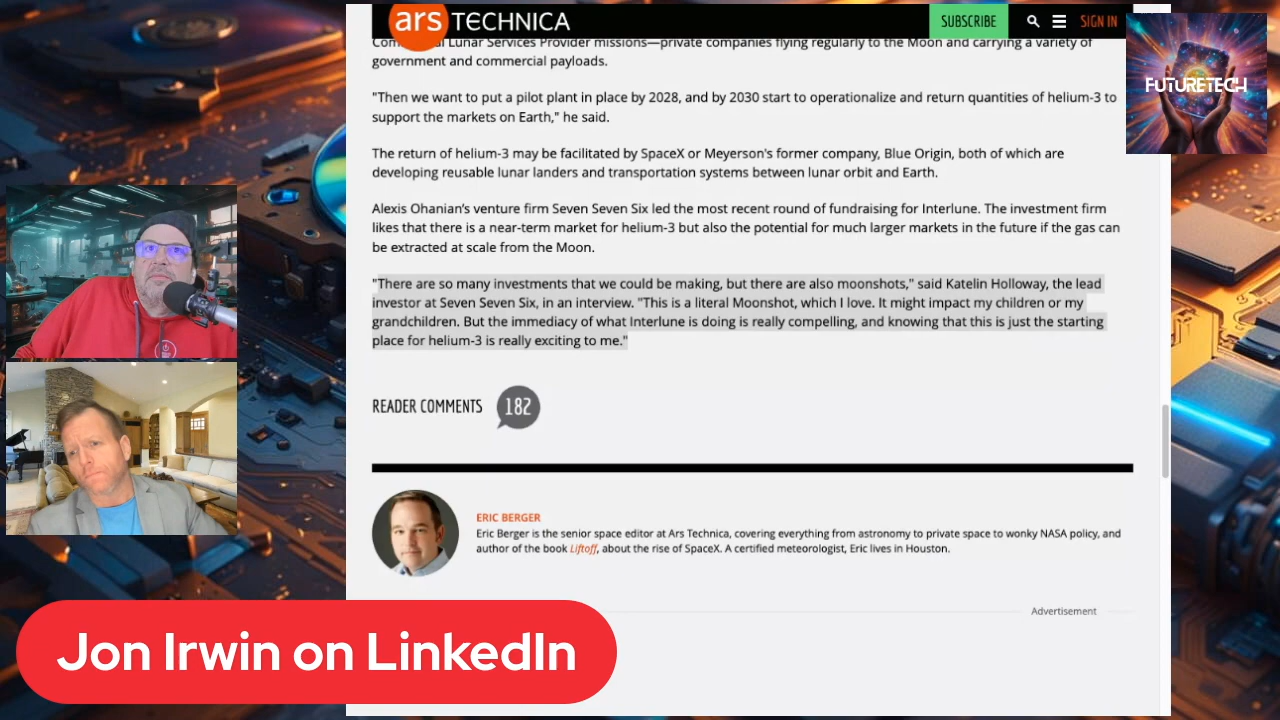 ars TECHNICA
SUBSCRIBE
SIGN IN
FUTURETECH
Lunar Services Provider missions—private companies flying regularly to the Moon and carrying a variety of
government and commercial payloads.
"Then we want to put a pilot plant in place by 2028, and by 2030 start to operationalize and return quantities of helium-3 to
support the markets on Earth," he said.
The return of helium-3 may be facilitated by SpaceX or Meyerson's former company, Blue Origin, both of which are
developing reusable lunar landers and transportation systems between lunar orbit and Earth.
Alexis Ohanian's venture firm Seven Seven Six led the most recent round of fundraising for Interlune. The investment firm
likes that there is a near-term market for helium-3 but also the potential for much larger markets in the future if the gas can
be extracted at scale from the Moon.
"There are so many investments that we could be making, but there are also moonshots," said Katelin Holloway, the lead
investor at Seven Seven Six, in an interview. "This is a literal Moonshot, which I love. It might impact my children or my
grandchildren. But the immediacy of what Interlune is doing is really compelling, and knowing that this is just the starting
place for helium-3 is really exciting to me."
READER COMMENTS 182
ERIC BERGER
Eric Berger is the senior space editor at Ars Technica, covering everything from astronomy to private space to wonky NASA policy, and
author of the book Liftoff, about the rise of SpaceX. A certified meteorologist, Eric lives in Houston.
Advertisement
Jon Irwin on LinkedIn